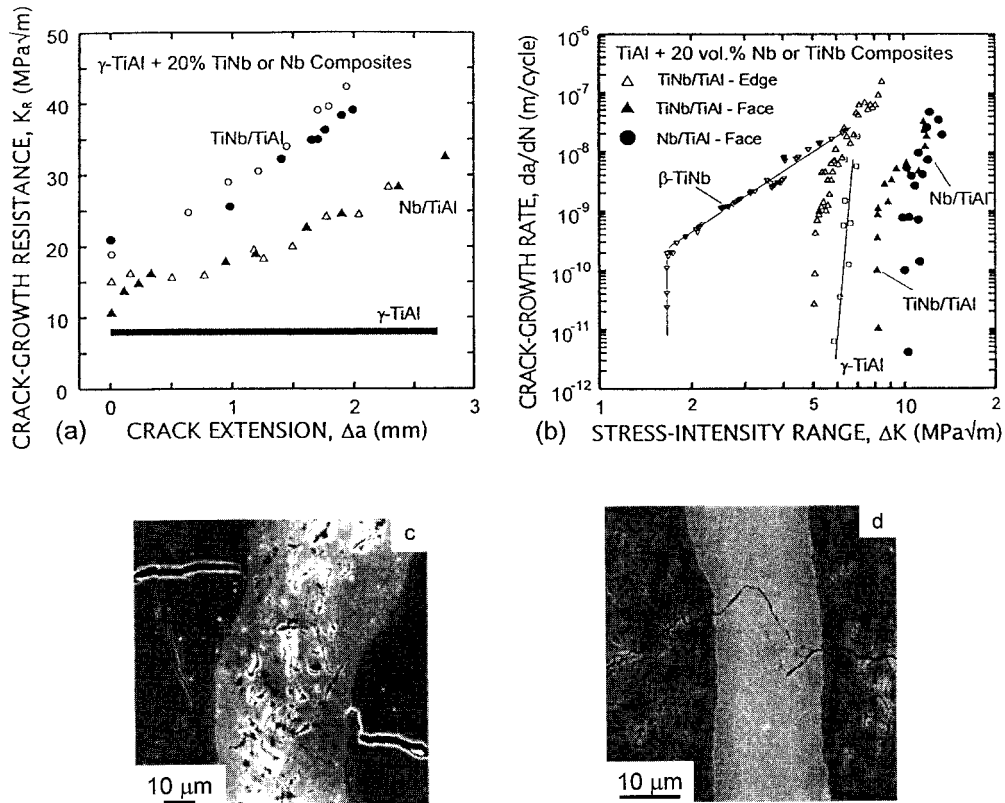 CRACK-GROWTH RESISTANCE, K_R (MPa√m)
50
40
30
20
10
0
γ-TiAl + 20% TiNb or Nb Composites
TiNb/TiAl
Nb/TiAl
γ-TiAl
0
1
2
3
(a)
CRACK EXTENSION, Δa (mm)
CRACK-GROWTH RATE, da/dN (m/cycle)
10^-6
10^-7
10^-8
10^-9
10^-10
10^-11
10^-12
TiAl + 20 vol.% Nb or TiNb Composites
△ TiNb/TiAl - Edge
▲ TiNb/TiAl - Face
● Nb/TiAl - Face
β-TiNb
Nb/TiAl
TiNb/TiAl
γ-TiAl
1
2
5
10
2
(b)
STRESS-INTENSITY RANGE, ΔK (MPa√m)
c
10 μm
d
10 μm